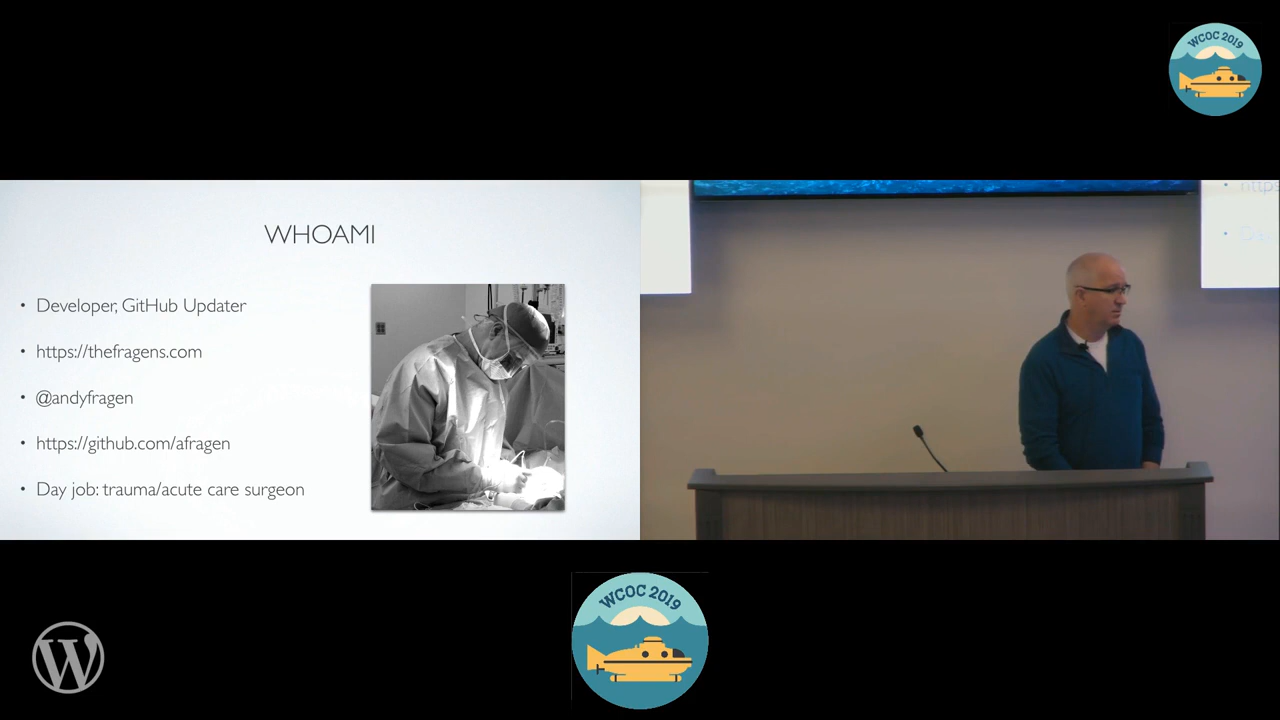 WCOC 2019
WHOAMI
• Developer, GitHub Updater
• https://thefragens.com
• @andyfragen
• https://github.com/afragen
• Day job: trauma/acute care surgeon
• https
WCOC 2019